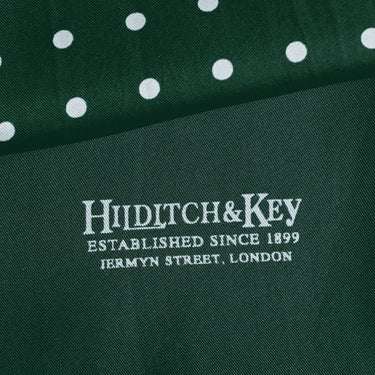 HILDITCH & KEY
ESTABLISHED SINCE 1899
JERMYN STREET, LONDON